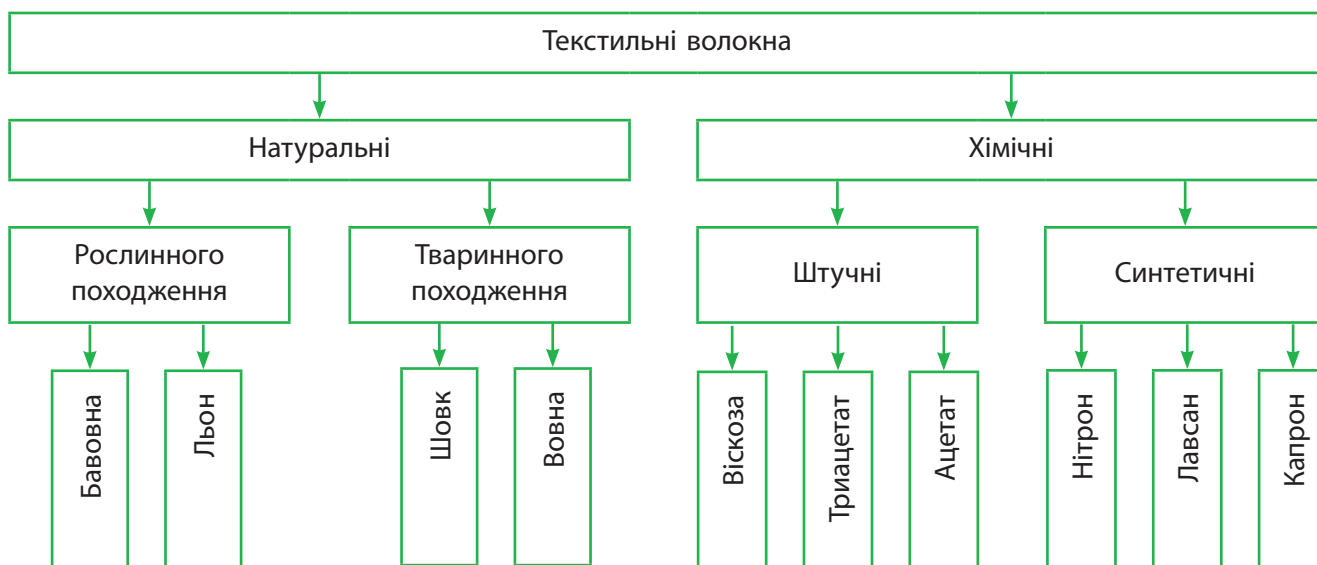 Текстильні волокна
Натуральні
Хімічні
Рослинного
походження
Тваринного
походження
Штучні
Синтетичні
Бавовна
Льон
Шовк
Вовна
Віскоза
Триацетат
Ацетат
Нітрон
Лавсан
Капрон